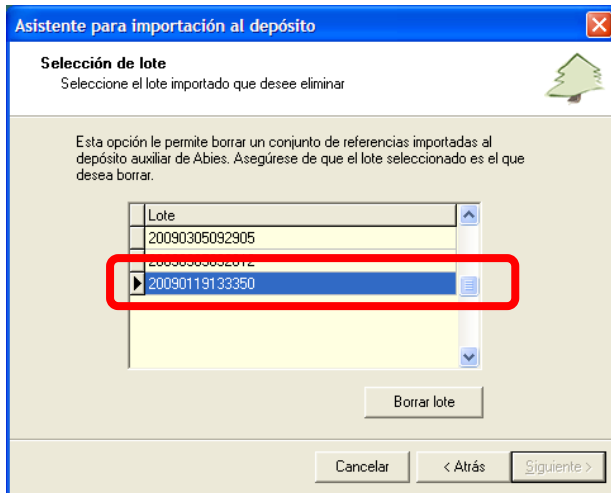 Asistente para importación al depósito
Selección de lote
Seleccione el lote importado que desee eliminar
Esta opción le permite borrar un conjunto de referencias importadas al
depósito auxiliar de Abies. Asegúrese de que el lote seleccionado es el que
desea borrar.
Lote
20090305092905
20090119133350
Borrar lote
Cancelar
< Atrás
Siguiente >